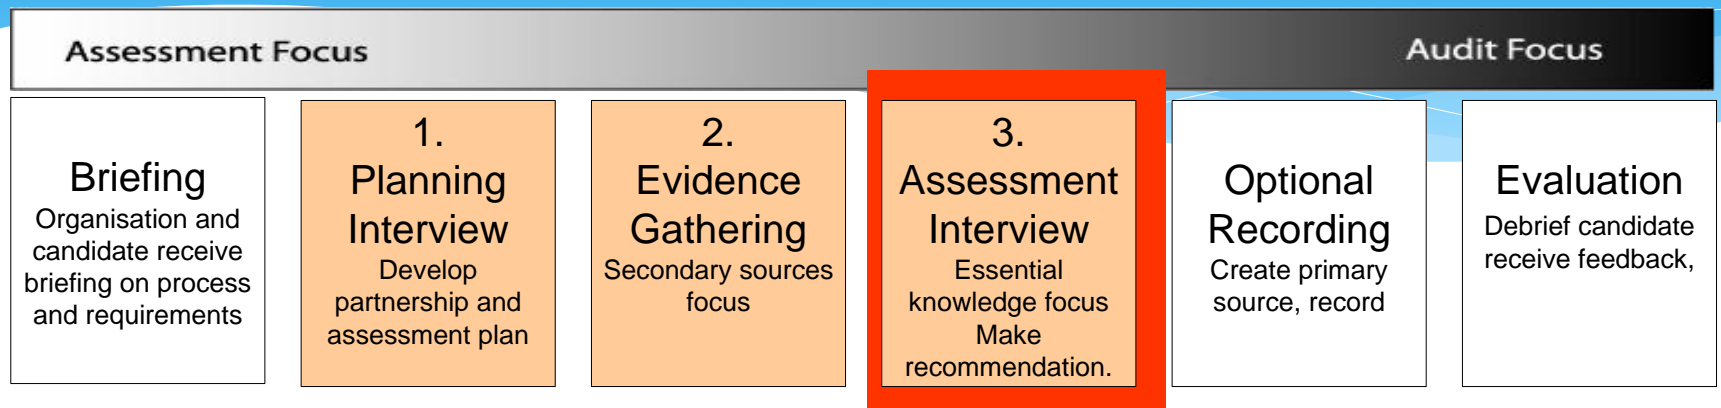 Assessment Focus
Audit Focus
Briefing
Organisation and
candidate receive
briefing on process
and requirements
1.
Planning
Interview
Develop
partnership and
assessment plan
2.
Evidence
Gathering
Secondary sources
focus
3.
Assessment
Interview
Essential
knowledge focus
Make
recommendation.
Optional
Recording
Create primary
source, record
Evaluation
Debrief candidate
receive feedback,